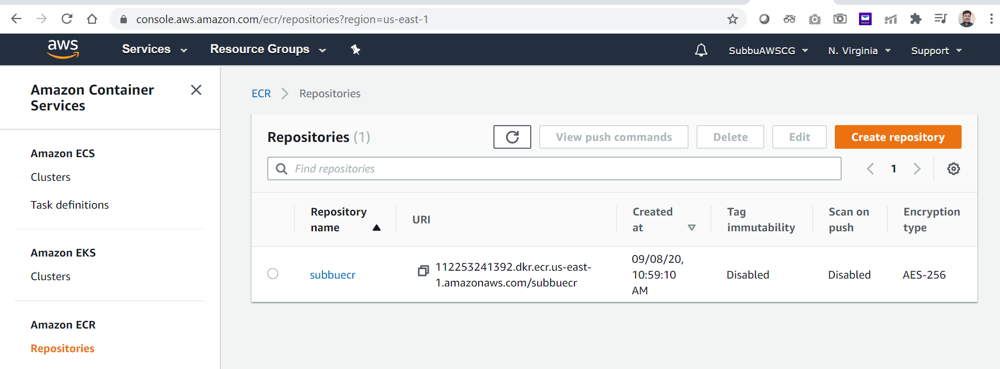 console.aws.amazon.com/ecr/repositories?region=us-east-1
YAHOO!
aws
Services
Resource Groups
SubbuAWSCG
N. Virginia
Support
Amazon Container
Services
Amazon ECS
Clusters
Task definitions
Amazon EKS
Clusters
Amazon ECR
Repositories
ECR
Repositories
Repositories (1)
View push commands
Delete
Edit
Create repository
Find repositories
1
Repository
name
URI
Created
at
Tag
immutability
Scan on
push
Encryption
type
subbuecr
112253241392.dkr.ecr.us-east-
1.amazonaws.com/subbuecr
09/08/20,
10:59:10
AM
Disabled
Disabled
AES-256